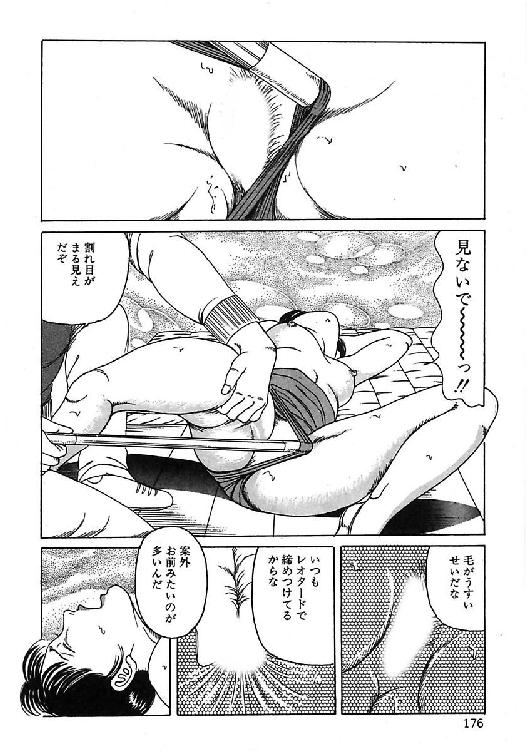 見ないで～～～～っ!!
割れ目が
まる見え
だぞ
毛がうすい
せいだな
いつも
レオタードで
締めつけてる
からな
案外
お前みたいのが
多いんだ
176